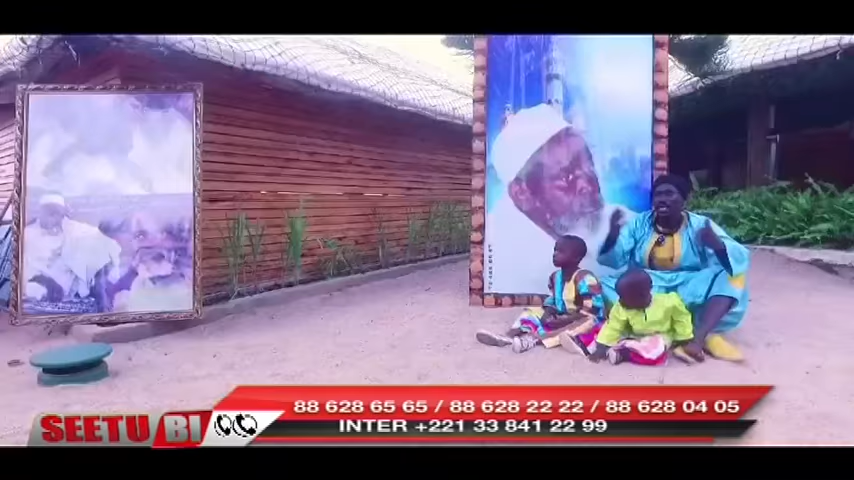 88 628 65 65 / 88 628 22 22 / 88 628 04 05
SEETU BI
INTER +221 33 841 22 99